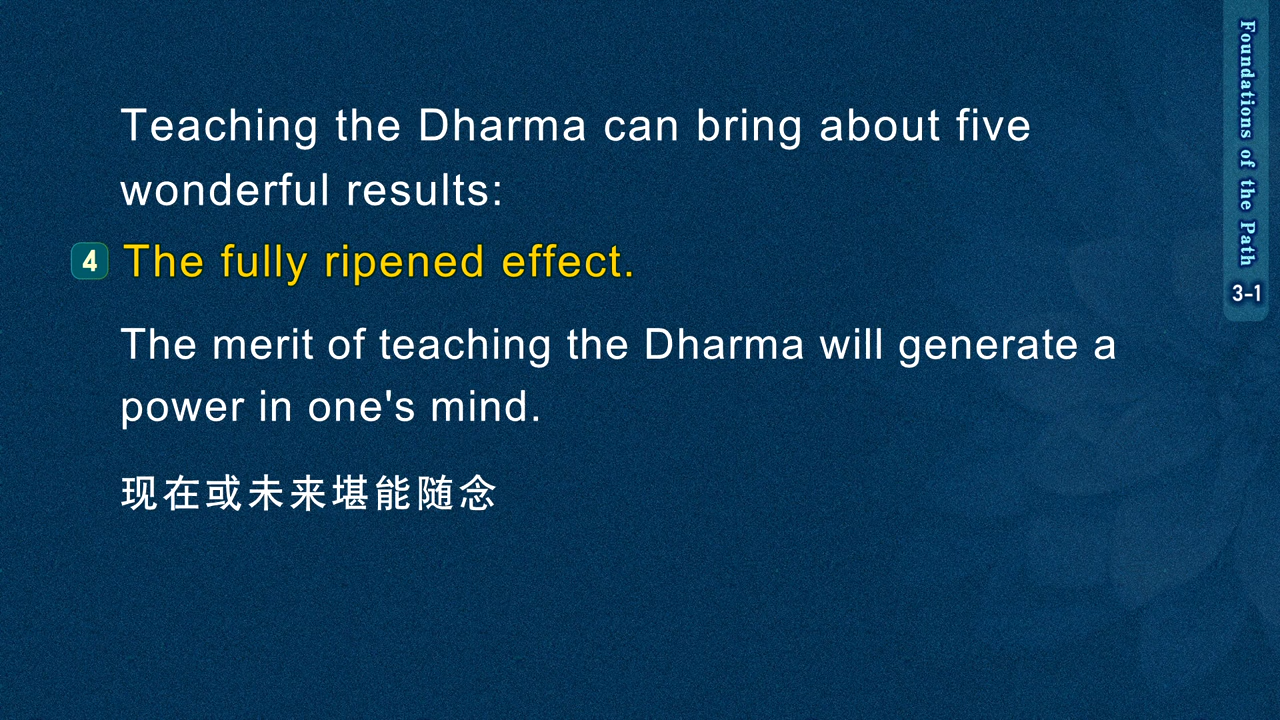 Teaching the Dharma can bring about five
wonderful results:
4 The fully ripened effect.
The merit of teaching the Dharma will generate a
power in one's mind.
现在或未来堪能随念
Foundations of the Path
3-1